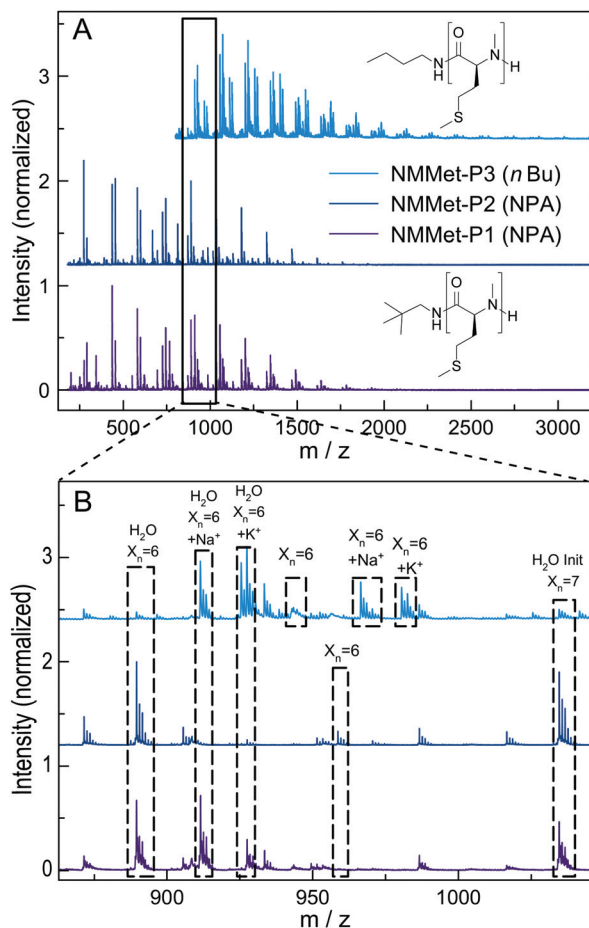 A
Intensity (normalized)
3
2
1
0
O
N
N
H
H
S
NMMet-P3 (n Bu)
NMMet-P2 (NPA)
NMMet-P1 (NPA)
O
N
N
H
H
S
500
1000
1500
2000
2500
3000
m / z
B
Intensity (normalized)
3
2
1
0
H₂O
Xₙ=6
H₂O
Xₙ=6
+Na⁺
H₂O
Xₙ=6
+K⁺
Xₙ=6
Xₙ=6
+Na⁺
Xₙ=6
+K⁺
H₂O Init
Xₙ=7
Xₙ=6
900
950
1000
m / z